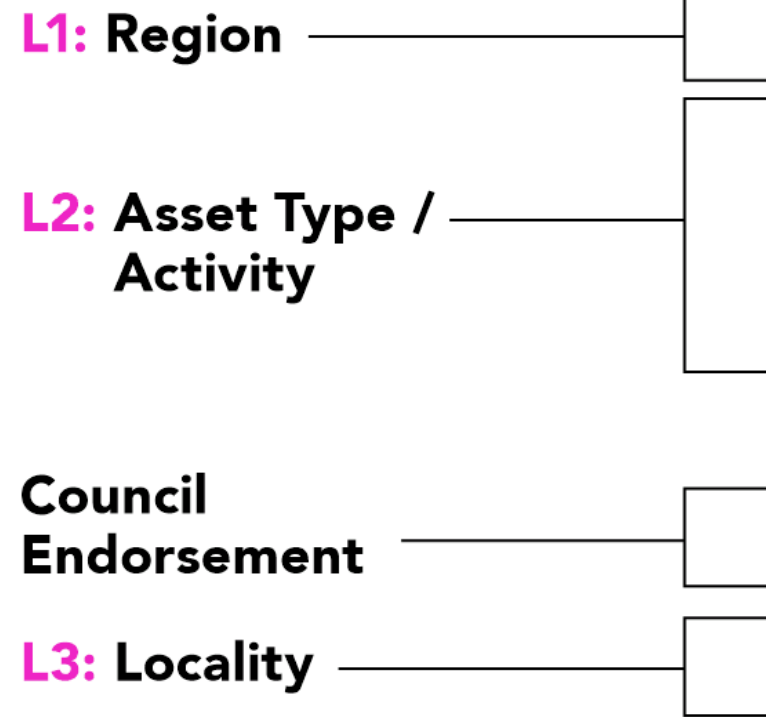 L1: Region
L2: Asset Type /
Activity
Council
Endorsement
L3: Locality